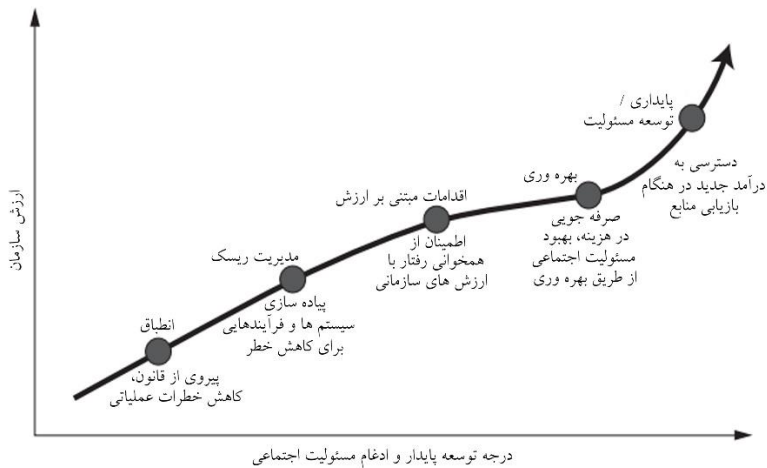 پایداری /
توسعه مسئولیت
دسترسی به
درآمد جدید در هنگام
بازیابی منابع
بهره وری
صرفه جویی
در هزینه، بهبود
مسئولیت اجتماعی
از طریق بهره وری
اقدامات مبتنی بر ارزش
اطمینان از
همخوانی رفتار با
ارزش های سازمانی
مدیریت ریسک
پیاده سازی
سیستم ها و فرآیندهایی
برای کاهش خطر
انطباق
پیروی از قانون،
کاهش خطرات عملیاتی
ارزش سازمان
درجه توسعه پایدار و ادغام مسئولیت اجتماعی